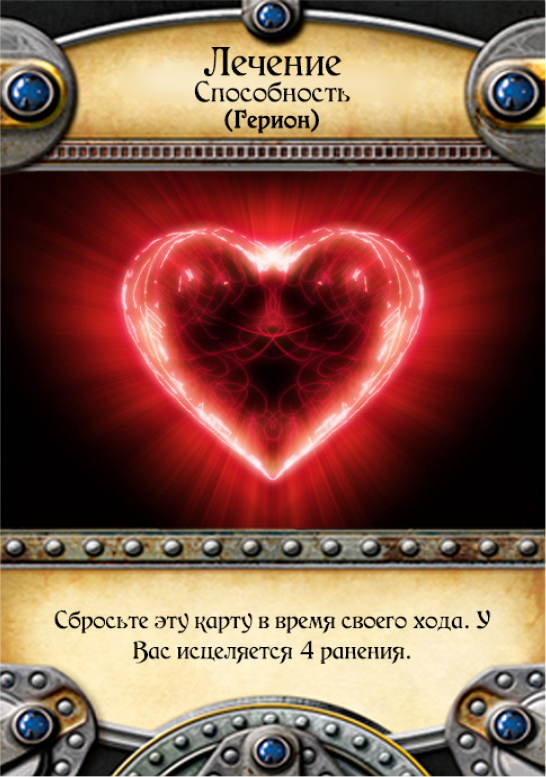 Лечение
Способность
(Герион)
Сбросьте эту карту в время своего хода. У
Вас исцеляется 4 ранения.